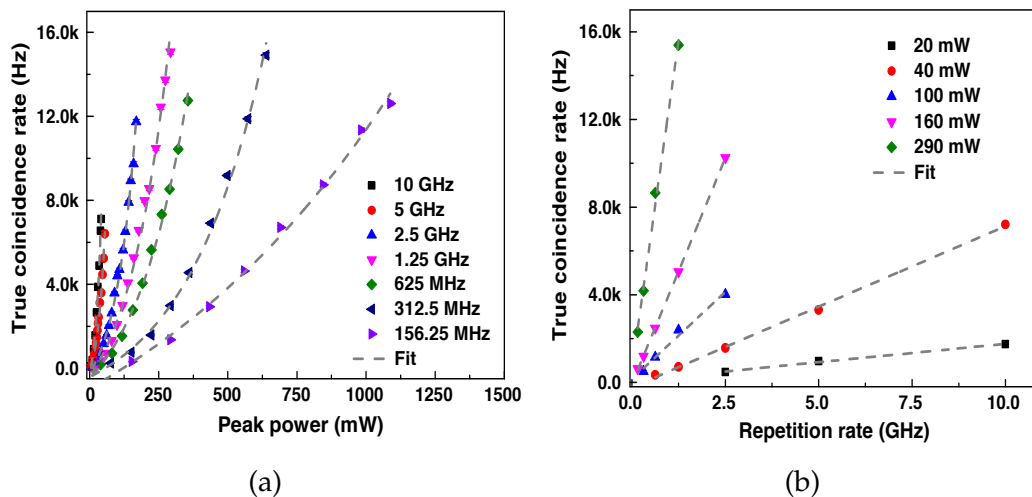 16.0k
12.0k
8.0k
4.0k
0.0
True coincidence rate (Hz)
10 GHz
5 GHz
2.5 GHz
1.25 GHz
625 MHz
312.5 MHz
156.25 MHz
Fit
0 250 500 750 1000 1250 1500
Peak power (mW)
(a)
b)
16.0k
12.0k
8.0k
4.0k
0.0
True coincidence rate (Hz)
20 mW
40 mW
100 mW
160 mW
290 mW
Fit
0.0 2.5 5.0 7.5 10.0
Repetition rate (GHz)
(b)